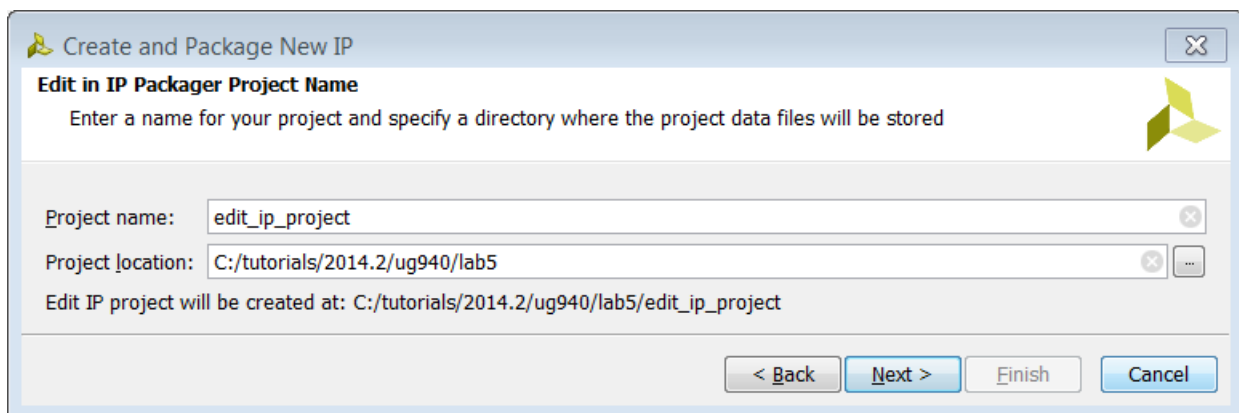 Create and Package New IP
Edit in IP Packager Project Name
Enter a name for your project and specify a directory where the project data files will be stored
Project name: edit_ip_project
Project location: C:/tutorials/2014.2/ug940/lab5 ...
Edit IP project will be created at: C:/tutorials/2014.2/ug940/lab5/edit_ip_project
< Back Next > Finish Cancel